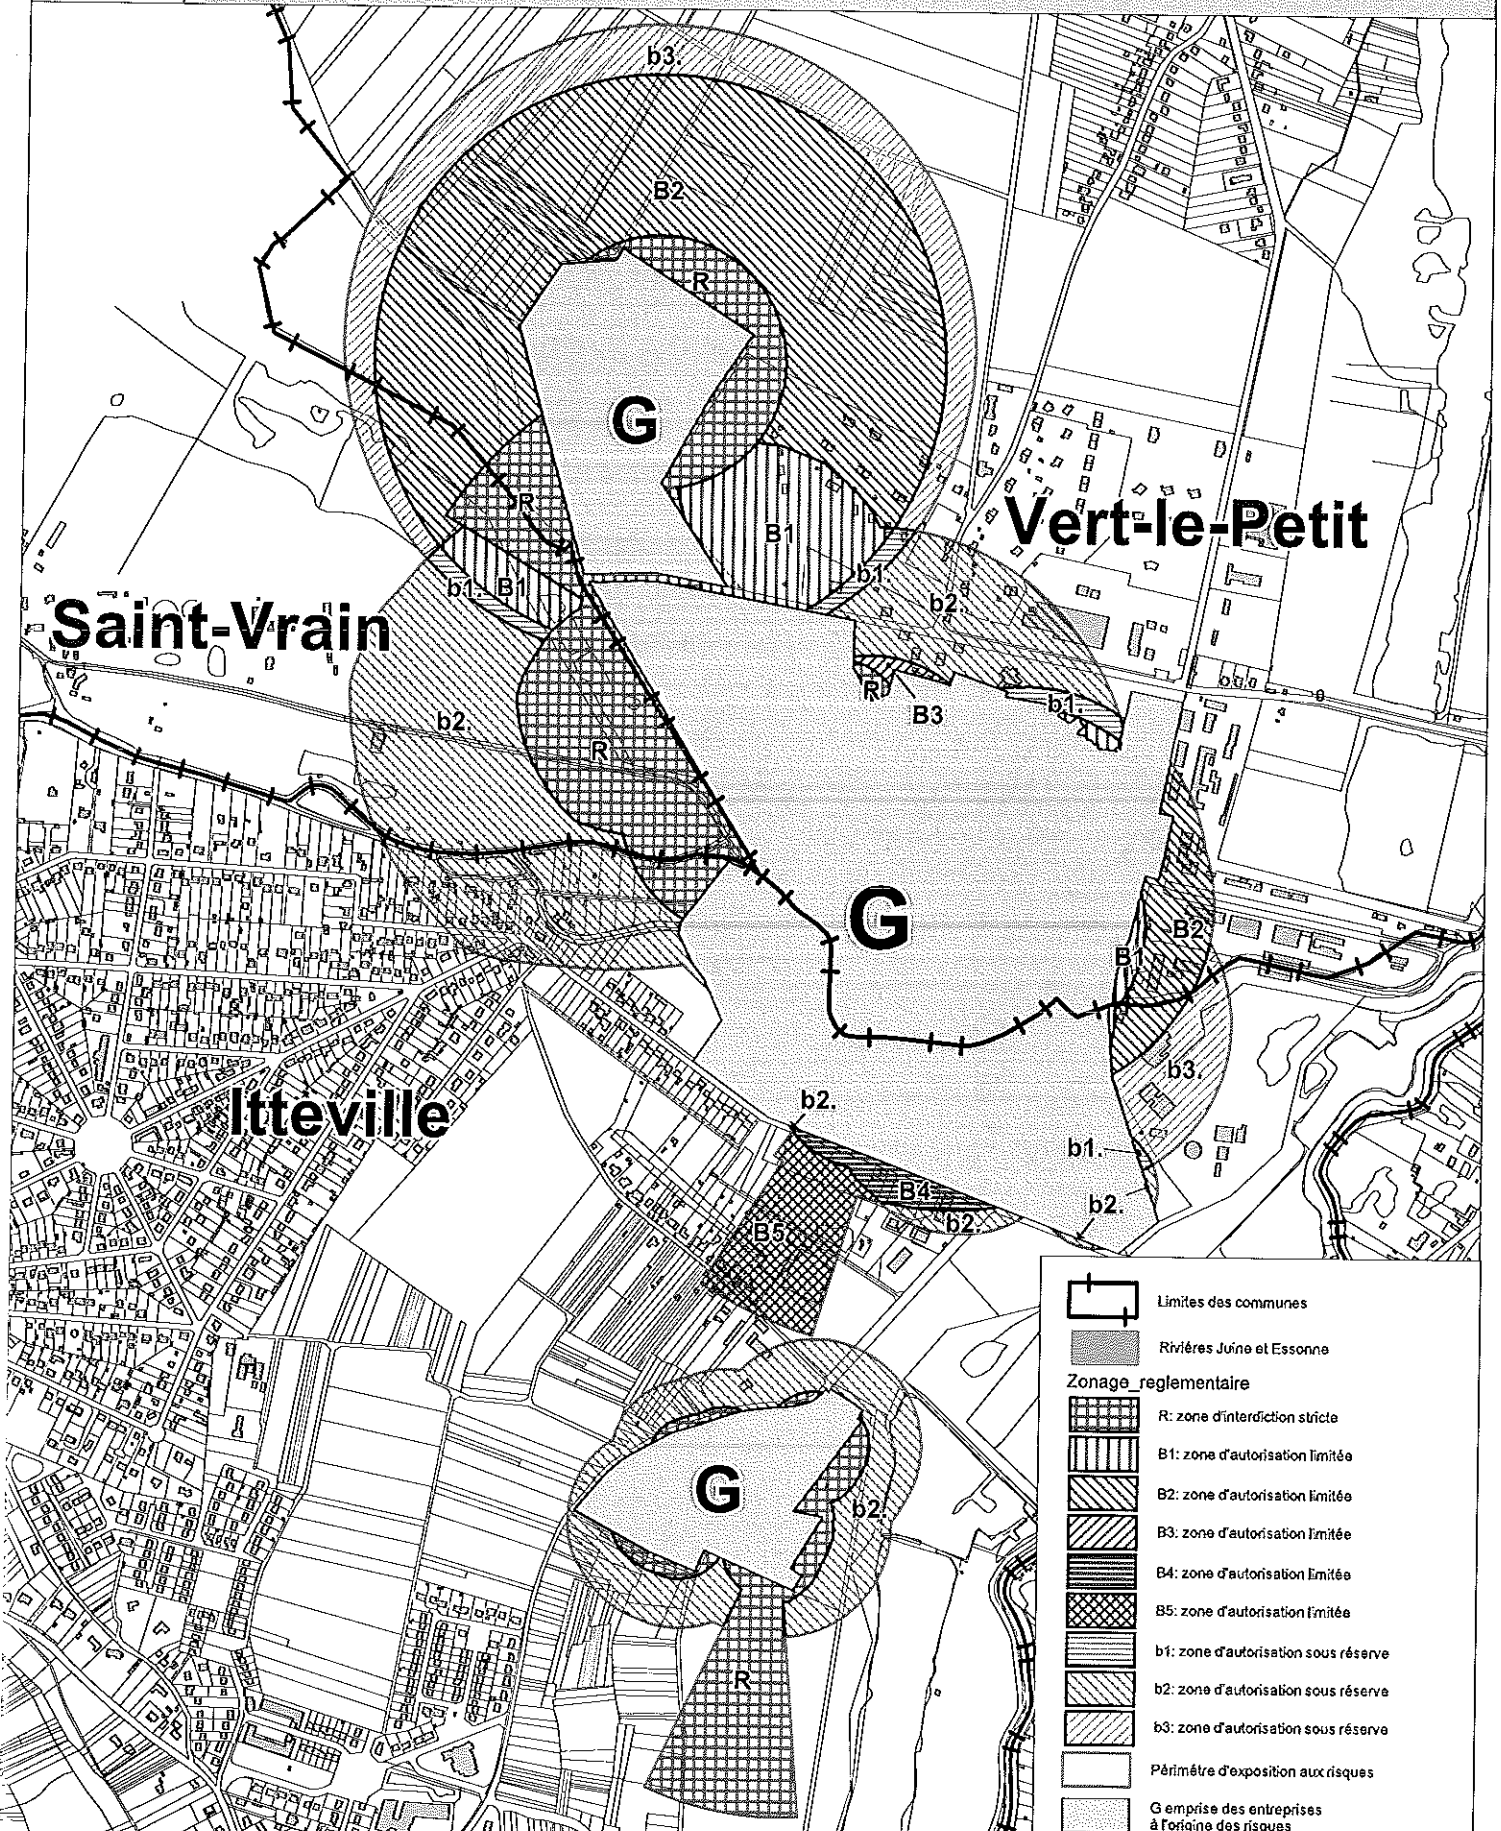 b3.
B2
R
G
Vert-le-Petit
R
B1
b1.
b1. B1
b2.
Saint-Vrain
R
B3
b1.
b2.
R
G
B2
B1
b3.
b2.
Itteville
b1.
B4
b2.
b2.
B5
G
b2.
R
Limites des communes
Rivières Juine et Essonne
Zonage_reglementaire
R: zone d'interdiction stricte
B1: zone d'autorisation limitée
B2: zone d'autorisation limitée
B3: zone d'autorisation limitée
B4: zone d'autorisation limitée
B5: zone d'autorisation limitée
b1: zone d'autorisation sous réserve
b2: zone d'autorisation sous réserve
b3: zone d'autorisation sous réserve
Périmètre d'exposition aux risques
G emprise des entreprises
à l'origine des risques